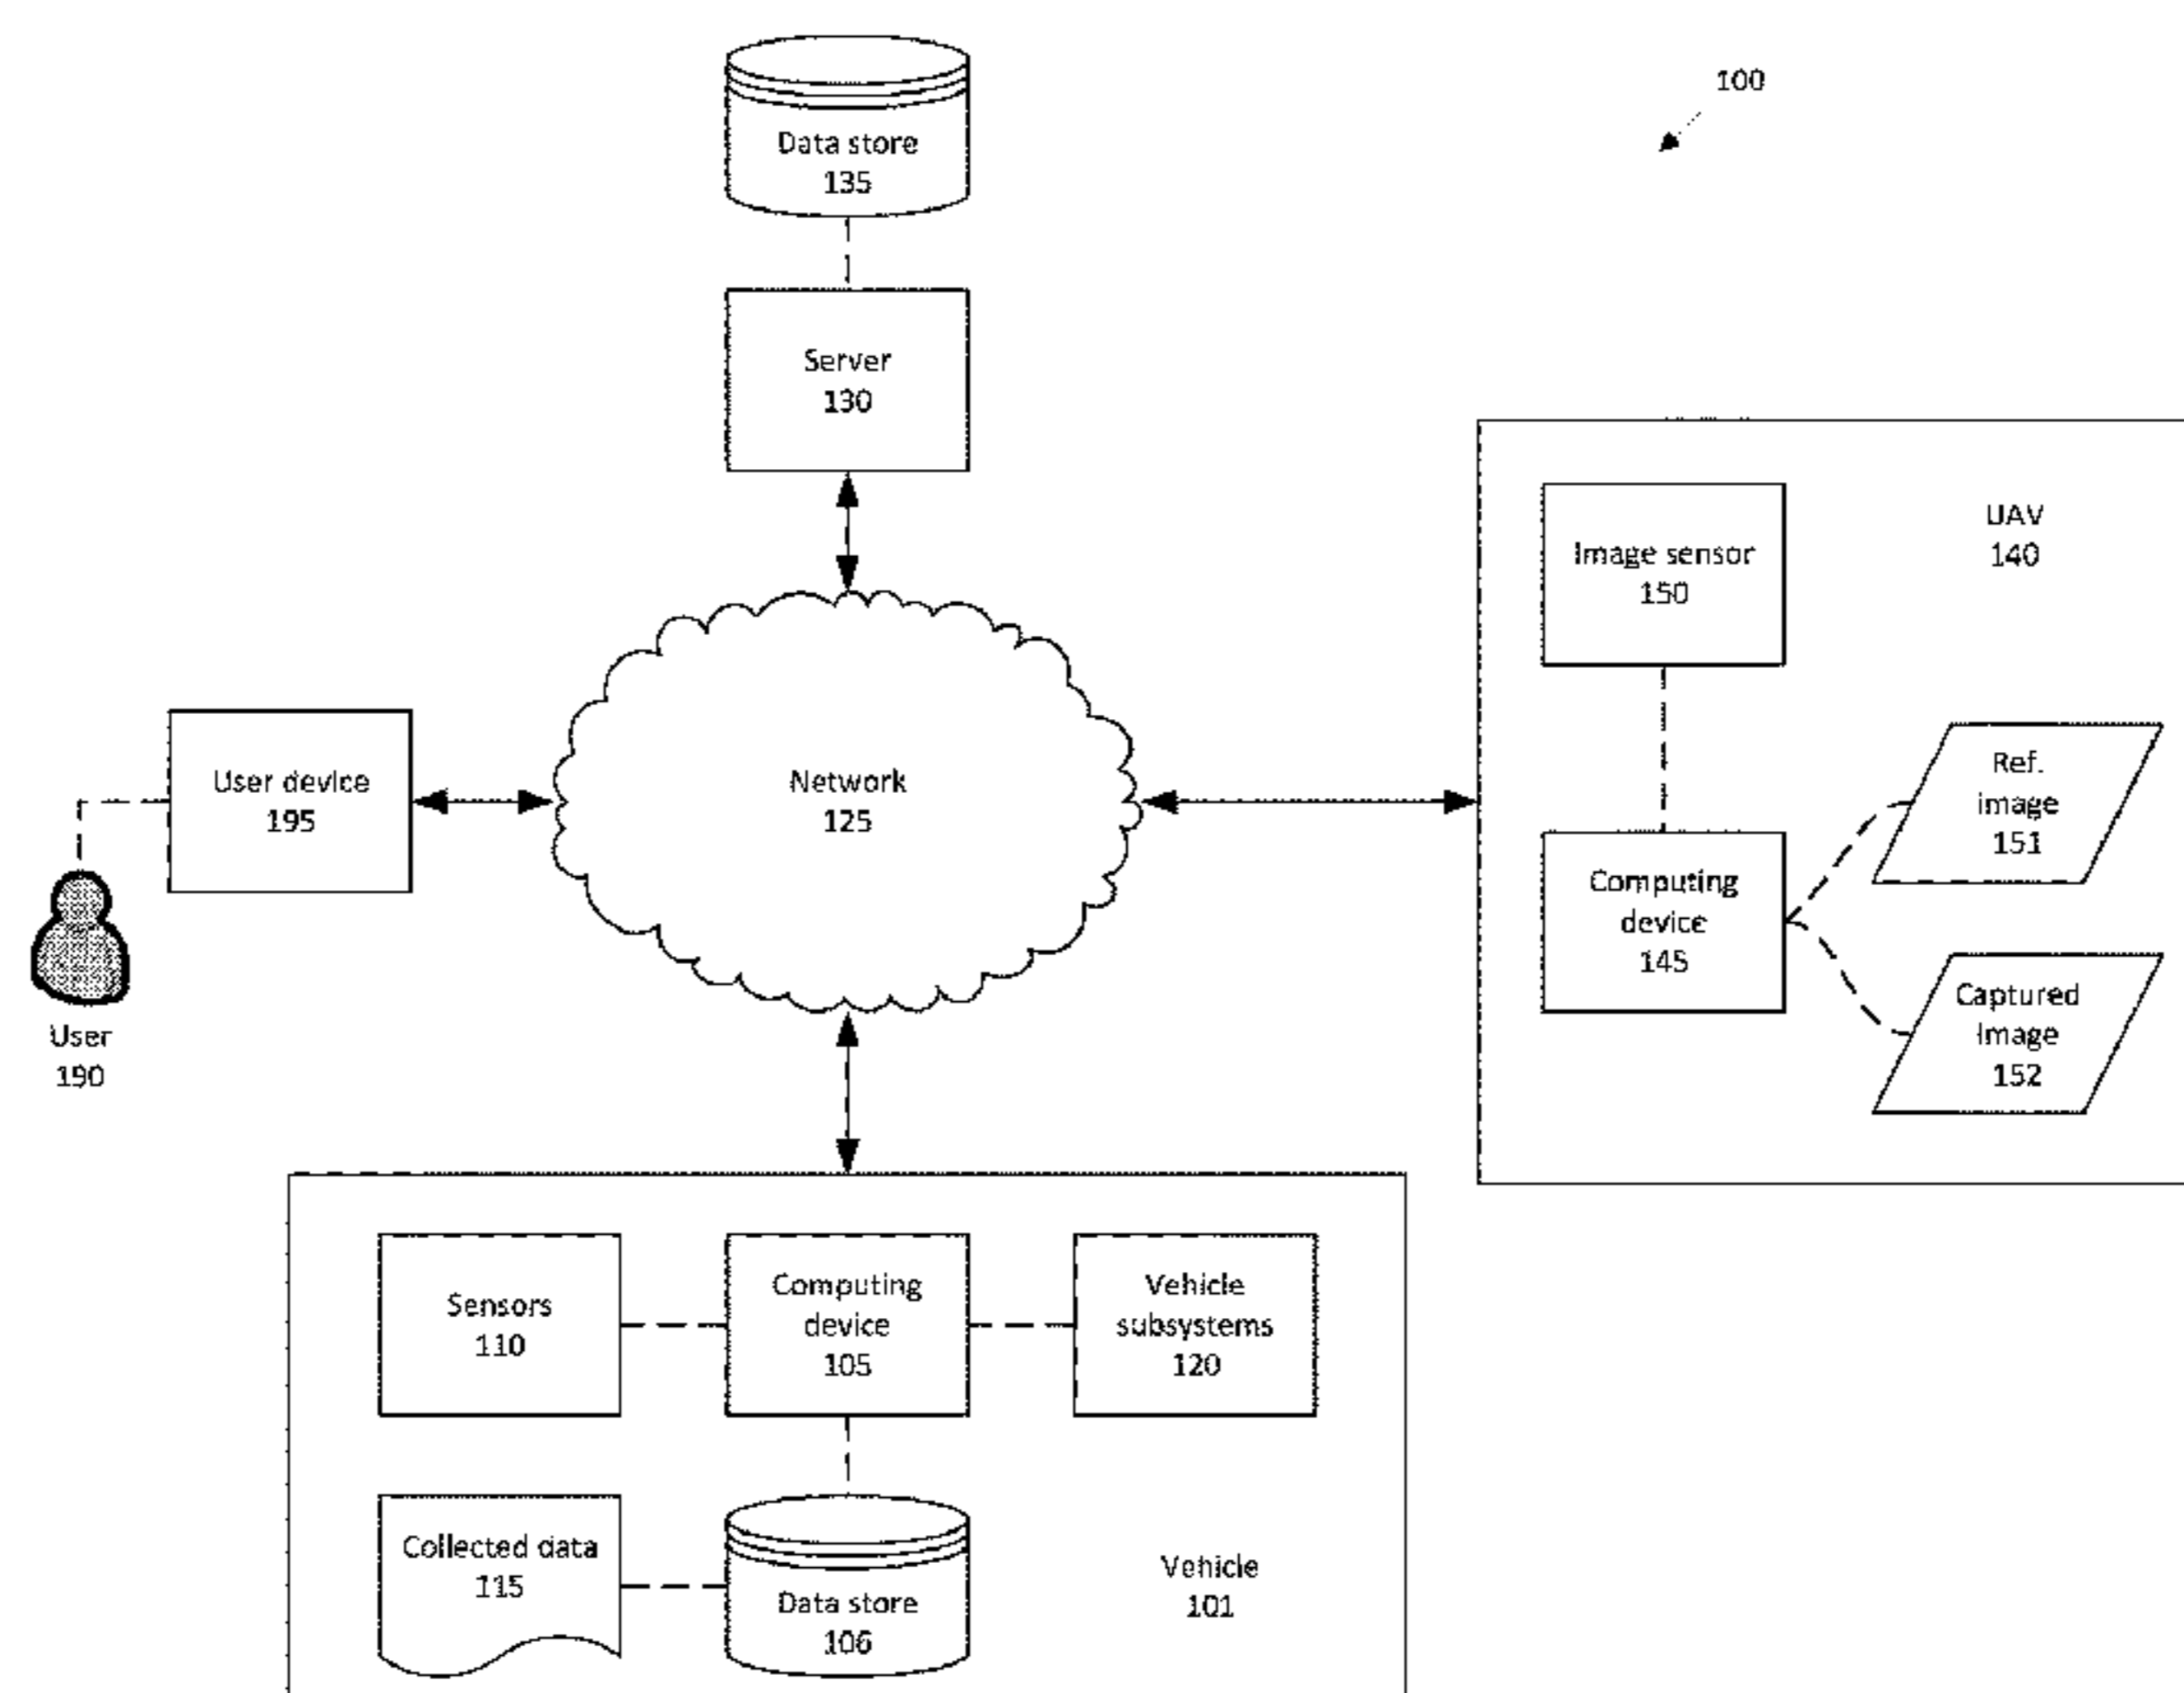 100
Data store
135
Server
130
UAV
140
Image sensor
150
User device
195
Network
125
Ref.
image
151
Computing
device
145
Captured
image
152
User
190
Sensors
110
Computing
device
105
Vehicle
subsystems
120
Collected data
115
Data store
106
Vehicle
101